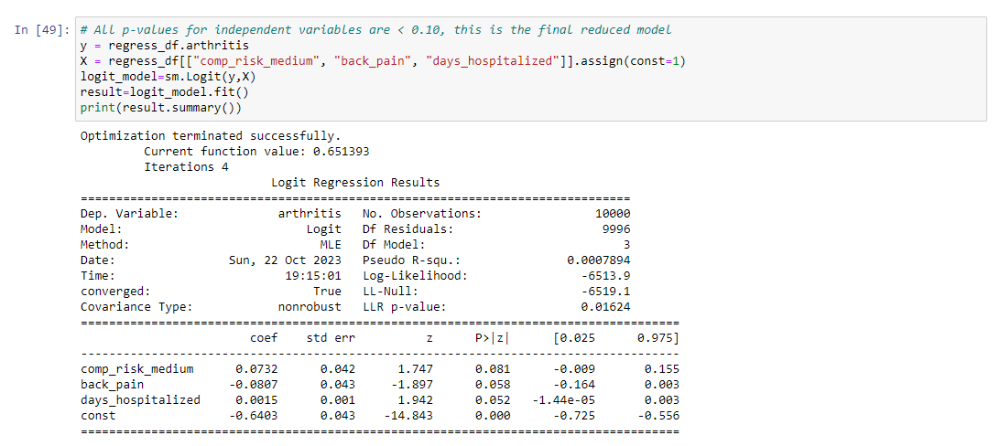 In [49]: # All p-values for independent variables are < 0.10, this is the final reduced model
y = regress_df.arthritis
X = regress_df[["comp_risk_medium", "back_pain", "days_hospitalized"]].assign(const=1)
logit_model=sm.Logit(y,X)
result=logit_model.fit()
print(result.summary())
Optimization terminated successfully.
         Current function value: 0.651393
         Iterations 4
                           Logit Regression Results
==============================================================================
Dep. Variable:              arthritis   No. Observations:                10000
Model:                          Logit   Df Residuals:                     9996
Method:                           MLE   Df Model:                            3
Date:                Sun, 22 Oct 2023   Pseudo R-squ.:               0.0007894
Time:                        19:15:01   Log-Likelihood:                -6513.9
converged:                       True   LL-Null:                       -6519.1
Covariance Type:            nonrobust   LLR p-value:                   0.01624
=====================================================================================
                        coef    std err          z      P>|z|      [0.025      0.975]
-------------------------------------------------------------------------------------
comp_risk_medium      0.0732      0.042      1.747      0.081      -0.009       0.155
back_pain            -0.0807      0.043     -1.897      0.058      -0.164       0.003
days_hospitalized     0.0015      0.001      1.942      0.052   -1.44e-05       0.003
const                -0.6403      0.043    -14.843      0.000      -0.725      -0.556
=====================================================================================